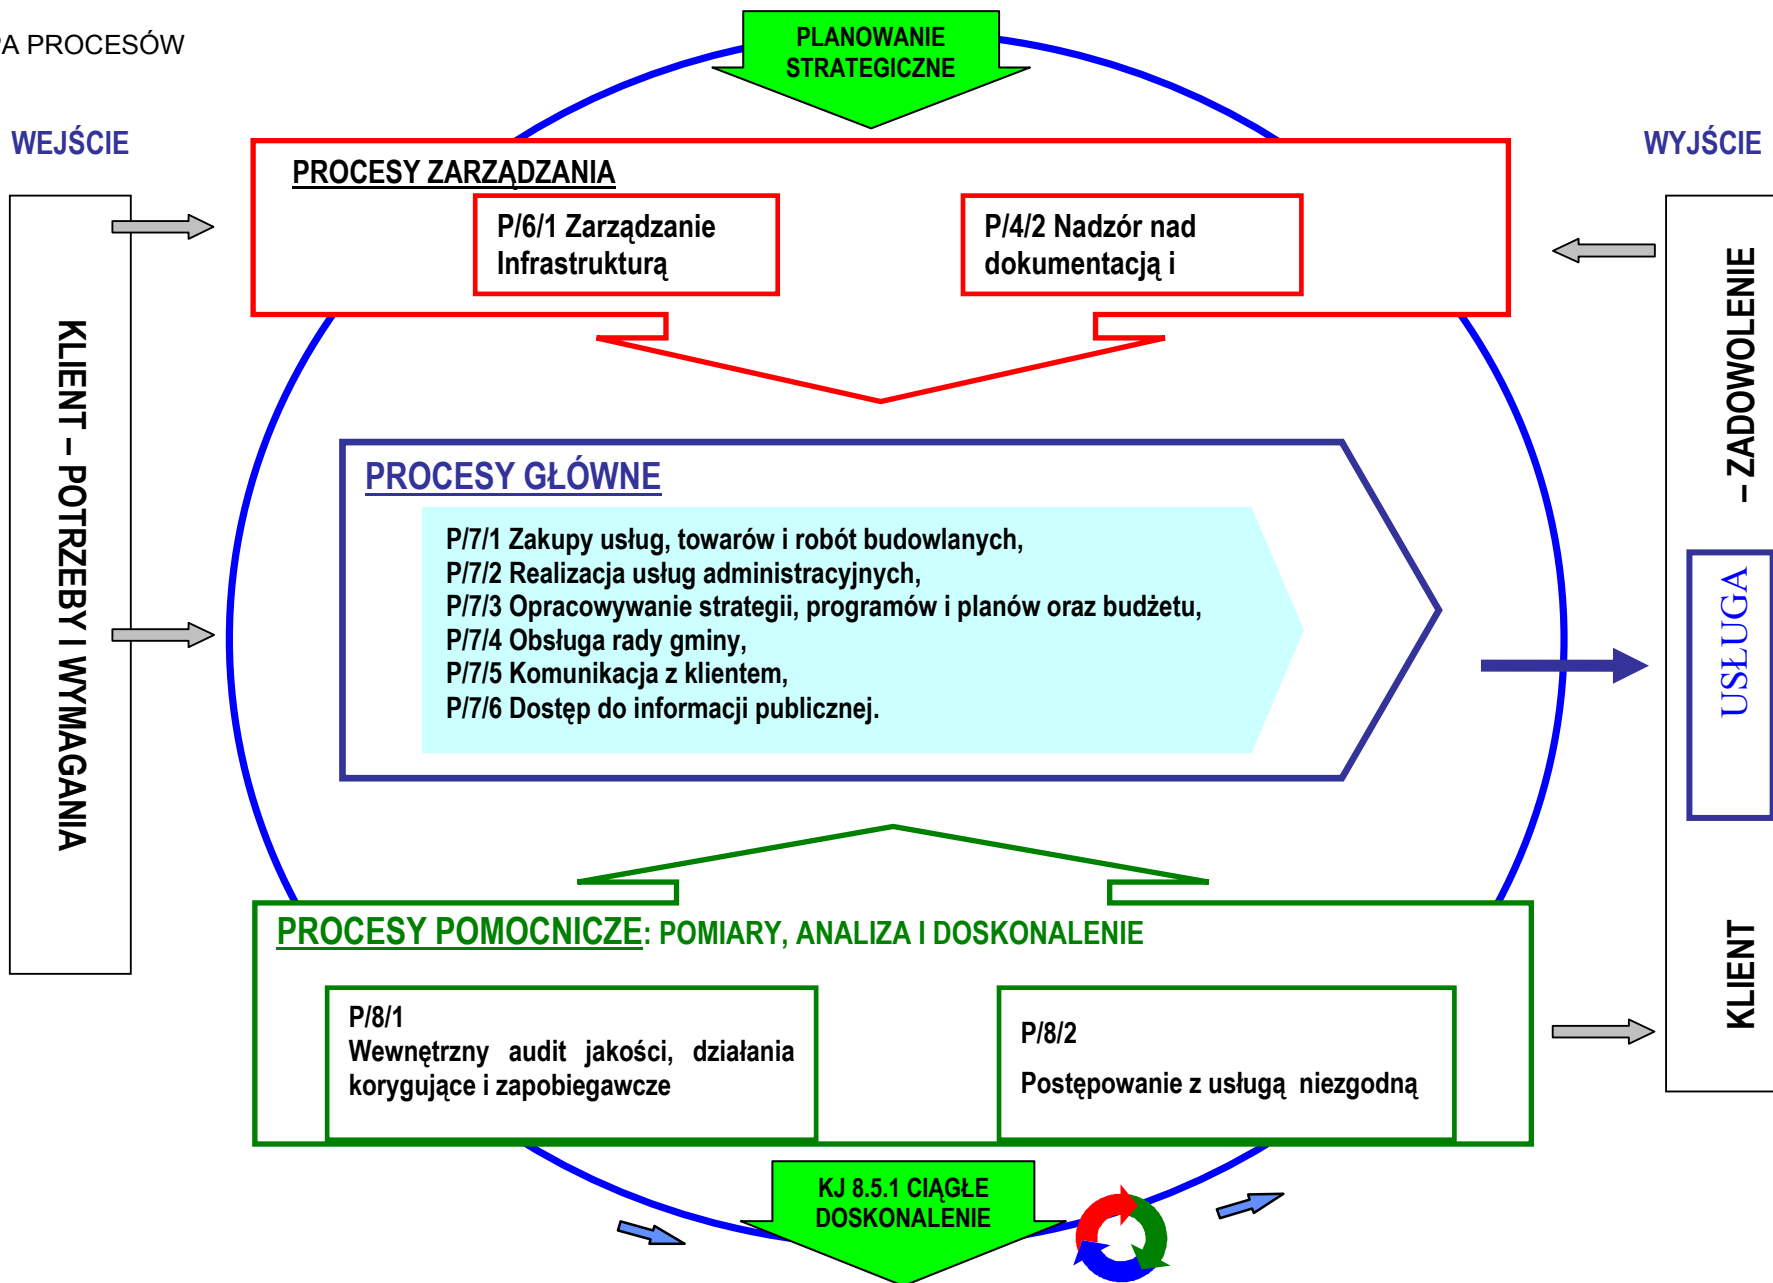 PA PROCESÓW
PLANOWANIE
STRATEGICZNE
WEJŚCIE
WYJŚCIE
PROCESY ZARZĄDZANIA
P/6/1 Zarządzanie
Infrastrukturą
P/4/2 Nadzór nad
dokumentacją i
KLIENT – POTRZEBY I WYMAGANIA
PROCESY GŁÓWNE
P/7/1 Zakupy usług, towarów i robót budowlanych,
P/7/2 Realizacja usług administracyjnych,
P/7/3 Opracowywanie strategii, programów i planów oraz budżetu,
P/7/4 Obsługa rady gminy,
P/7/5 Komunikacja z klientem,
P/7/6 Dostęp do informacji publicznej.
KLIENT – ZADOWOLENIE
USŁUGA
PROCESY POMOCNICZE: POMIARY, ANALIZA I DOSKONALENIE
P/8/1
Wewnętrzny audit jakości, działania
korygujące i zapobiegawcze
P/8/2
Postępowanie z usługą niezgodną
KJ 8.5.1 CIĄGŁE
DOSKONALENIE